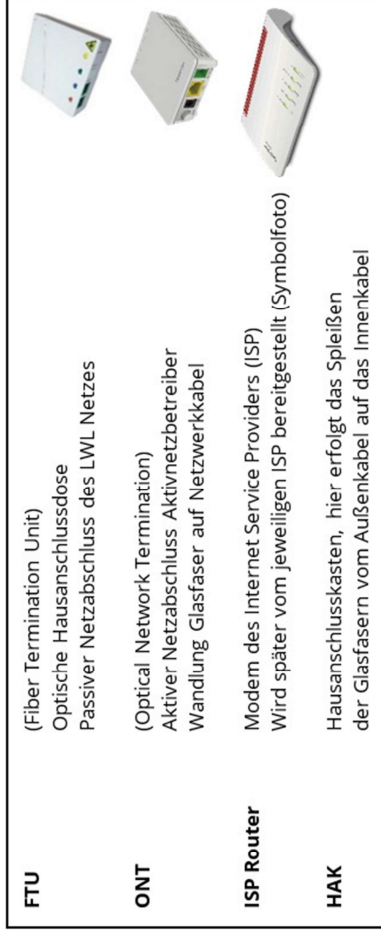 FTU
(Fiber Termination Unit)
Optische Hausanschlussdose
Passiver Netzabschluss des LWL Netzes
ONT
(Optical Network Termination)
Aktiver Netzabschluss Aktivnetzbetreiber
Wandlung Glasfaser auf Netzwerkkabel
ISP Router
Modem des Internet Service Providers (ISP)
Wird später vom jeweiligen ISP bereitgestellt (Symbolfoto)
HAK
Hausanschlusskasten, hier erfolgt das Spleißen
der Glasfasern vom Außenkabel auf das Innenkabel